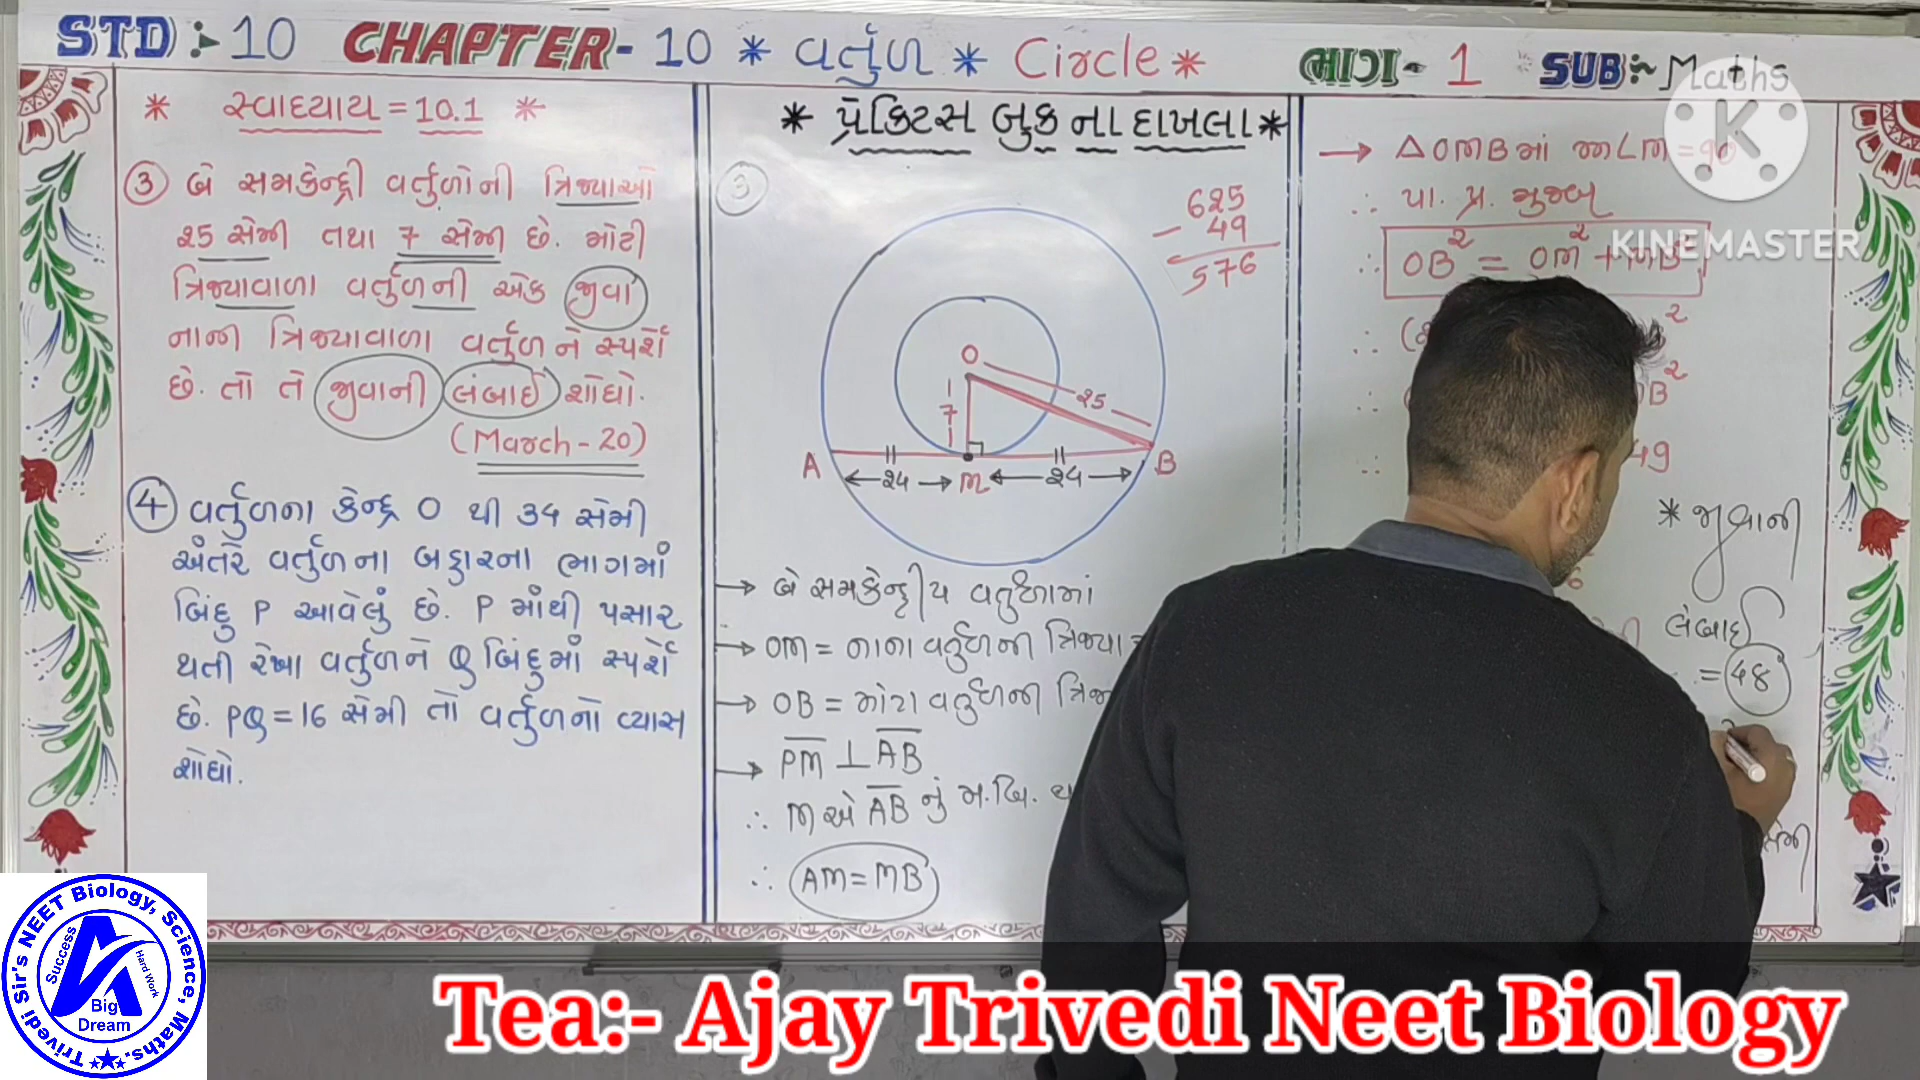 STD :- 10 CHAPTER - 10 * વર્તુળ * Circle * ભાગ - 1 SUB :- Maths
* સ્વાધ્યાય = 10.1 *
③ બે સમકેન્દ્રી વર્તુળોની ત્રિજ્યાઓ
25 સેમી તથા 7 સેમી છે. મોટી
ત્રિજ્યાવાળા વર્તુળની એક જીવા
નાની ત્રિજ્યાવાળા વર્તુળને સ્પર્શે
છે. તો તે જીવાની લંબાઈ શોધો.
(March - 20)
④ વર્તુળના કેન્દ્ર O થી 34 સેમી
અંતરે વર્તુળના બહારના ભાગમાં
બિંદુ P આવેલું છે. P માંથી પસાર
થતી રેખા વર્તુળને Q બિંદુમાં સ્પર્શે
છે. PQ = 16 સેમી તો વર્તુળનો વ્યાસ
શોધો.
* પ્રેક્ટિસ બુક ના દાખલા *
③
625
- 49
576
O
7
25
A
M
B
24
24
→ બે સમકેન્દ્રીય વર્તુળોમાં
→ OM = નાના વર્તુળની ત્રિજ્યા
→ OB = મોટા વર્તુળની
→ PM ⊥ AB
∴ M એ AB નું મ.બિં.
∴ AM = MB
→ △OMB માં
∴ પા. પ્ર. મુજબ
∴ OB² = OM² + MB²
* જીવાની
લંબાઈ
= 48
સેમી
K
KINEMASTER
Trivedi Sir's NEET Biology, Science, Maths.
Success
Hard Work
Big
Dream
Tea:- Ajay Trivedi Neet Biology